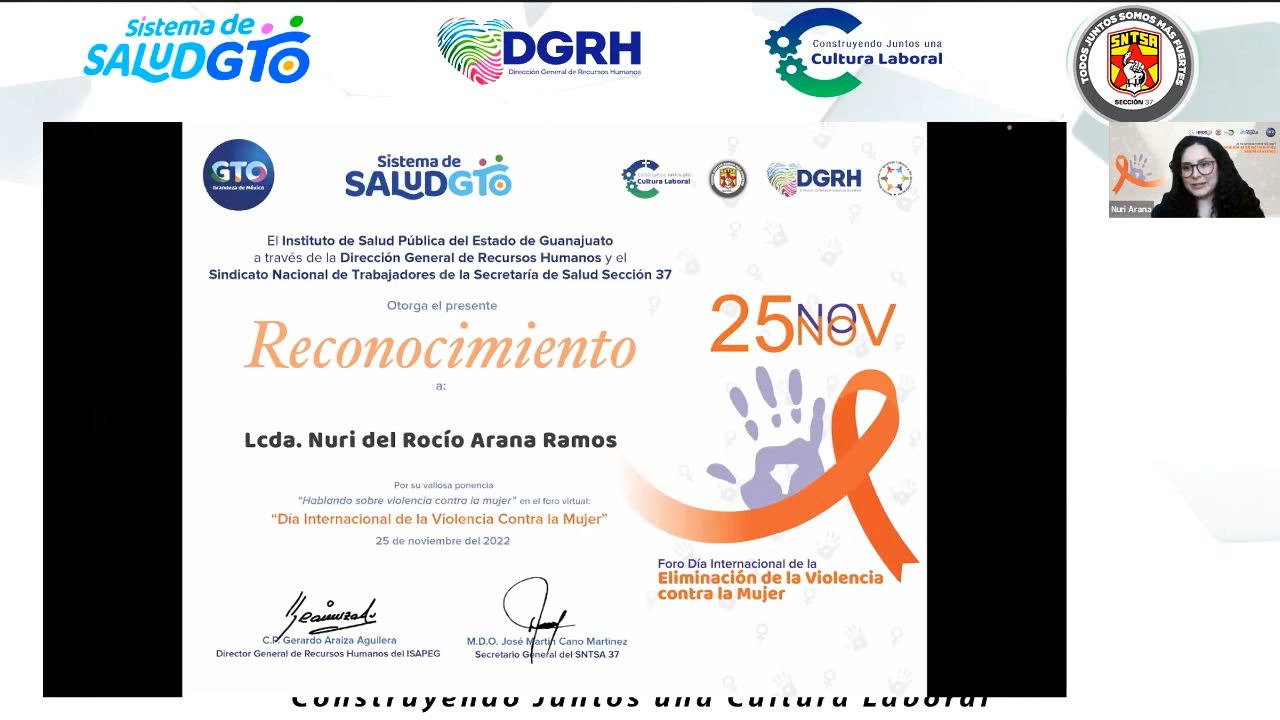 Sistema de
SALUDGTO
DGRH
Dirección General de Recursos Humanos
Construyendo Juntos una
Cultura Laboral
TODOS JUNTOS SOMOS MÁS FUERTES
SNTSA
SECCIÓN 37
GTO
Grandeza de México
Sistema de
SALUDGTO
Cultura Laboral
DGRH
El Instituto de Salud Pública del Estado de Guanajuato
a través de la Dirección General de Recursos Humanos y el
Sindicato Nacional de Trabajadores de la Secretaría de Salud Sección 37
Otorga el presente
Reconocimiento
a:
Lcda. Nuri del Rocío Arana Ramos
Por su valiosa ponencia
“Hablando sobre violencia contra la mujer” en el foro virtual:
“Día Internacional de la Violencia Contra la Mujer”
25 de noviembre del 2022
C.P. Gerardo Araiza Aguilera
Director General de Recursos Humanos del ISAPEG
M.D.O. José Martín Cano Martínez
Secretario General del SNTSA 37
25NOV
NO
Foro Día Internacional de la
Eliminación de la Violencia
contra la Mujer
Nuri Arana
Construyendo Juntos una Cultura Laboral